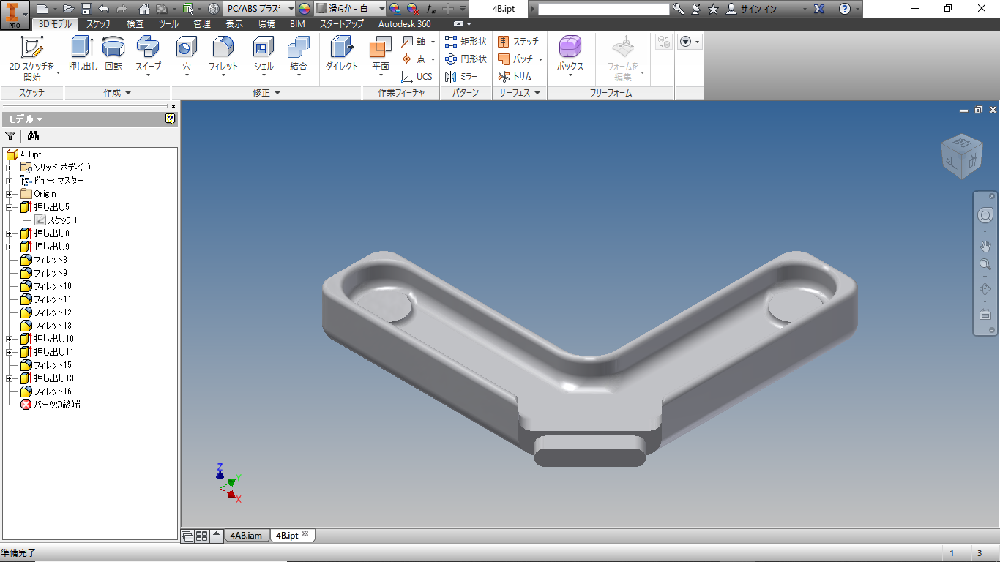 PRO
PC/ABS プラスラ
滑らか - 白
4B.ipt
サイン イン
3D モデル スケッチ 検査 ツール 管理 表示 環境 BIM スタートアップ Autodesk 360
2D スケッチを
開始
押し出し 回転 スイープ
穴 フィレット シェル 結合 ダイレクト
平面
軸
点
UCS
矩形状
円形状
ミラー
ステッチ
パッチ
トリム
ボックス
フォームを
編集
スケッチ 作成 修正 作業フィーチャ パターン サーフェス フリーフォーム
モデル
4B.ipt
ソリッド ボディ(1)
ビュー: マスター
Origin
押し出し5
スケッチ1
押し出し8
押し出し9
フィレット8
フィレット9
フィレット10
フィレット11
フィレット12
フィレット13
押し出し10
押し出し11
フィレット15
押し出し13
フィレット16
パーツの終端
前
Z
Y
X
4AB.iam
4B.ipt
準備完了
1 3